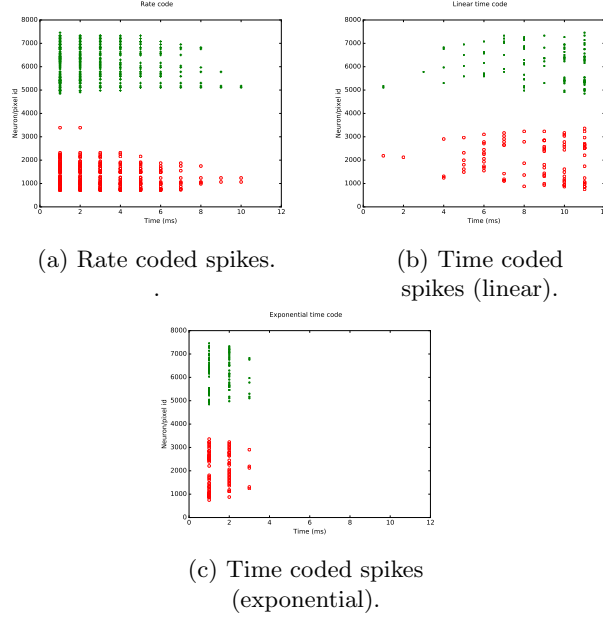 Rate code
8000
7000
6000
5000
4000
3000
2000
1000
0
Neuron/pixel id
0 2 4 6 8 10 12
Time (ms)
(a) Rate coded spikes.
.
Linear time code
8000
7000
6000
5000
4000
3000
2000
1000
0
Neuron/pixel id
0 2 4 6 8 10 12
Time (ms)
(b) Time coded
spikes (linear).
Exponential time code
8000
7000
6000
5000
4000
3000
2000
1000
0
Neuron/pixel id
0 2 4 6 8 10 12
Time (ms)
(c) Time coded spikes
(exponential).